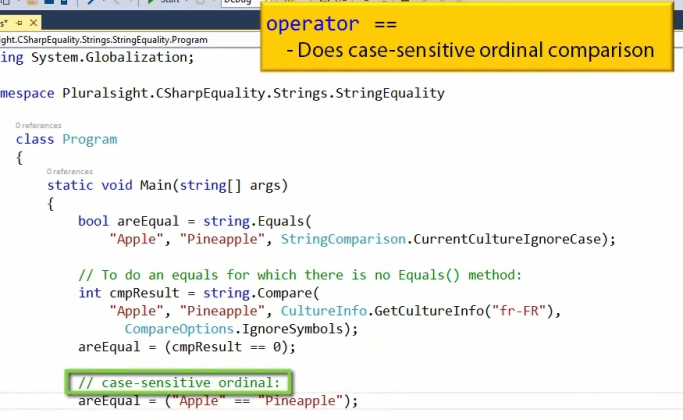 Start
Debug
operator ==
- Does case-sensitive ordinal comparison
ght.CSharpEquality.Strings.StringEquality.Program
ing System.Globalization;
mespace Pluralsight.CSharpEquality.Strings.StringEquality
0 references
class Program
{
0 references
static void Main(string[] args)
{
bool areEqual = string.Equals(
"Apple", "Pineapple", StringComparison.CurrentCultureIgnoreCase);
// To do an equals for which there is no Equals() method:
int cmpResult = string.Compare(
"Apple", "Pineapple", CultureInfo.GetCultureInfo("fr-FR"),
CompareOptions.IgnoreSymbols);
areEqual = (cmpResult == 0);
// case-sensitive ordinal:
areEqual = ("Apple" == "Pineapple");